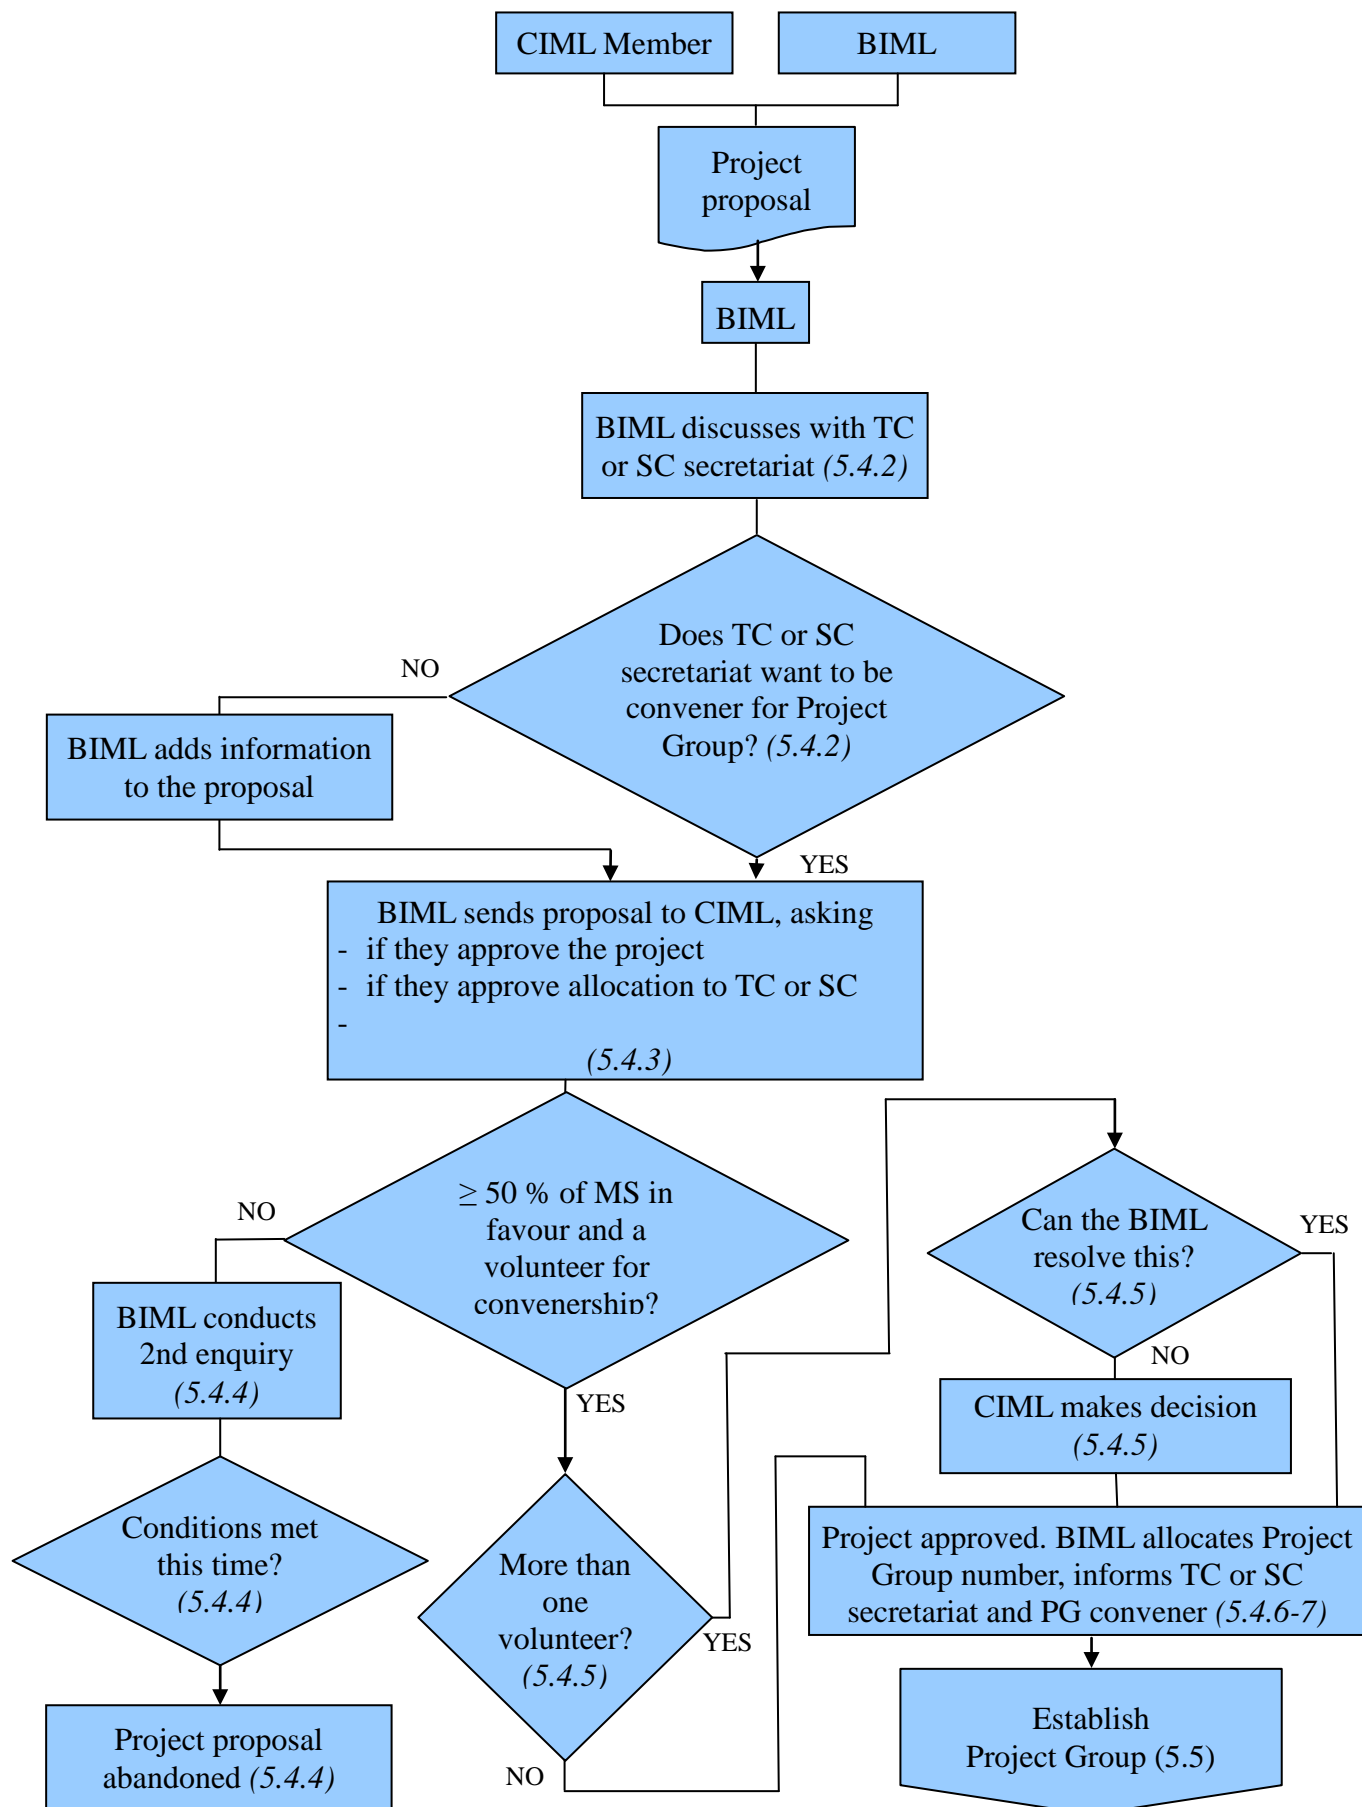 CIML Member
BIML
Project
proposal
BIML
BIML discusses with TC
or SC secretariat (5.4.2)
Does TC or SC
secretariat want to be
convener for Project
Group? (5.4.2)
NO
BIML adds information
to the proposal
YES
BIML sends proposal to CIML, asking
- if they approve the project
- if they approve allocation to TC or SC
-
(5.4.3)
≥ 50 % of MS in
favour and a
volunteer for
convenership?
NO
BIML conducts
2nd enquiry
(5.4.4)
YES
Conditions met
this time?
(5.4.4)
Project proposal
abandoned (5.4.4)
More than
one
volunteer?
(5.4.5)
YES
NO
Can the BIML
resolve this?
(5.4.5)
YES
NO
CIML makes decision
(5.4.5)
Project approved. BIML allocates Project
Group number, informs TC or SC
secretariat and PG convener (5.4.6-7)
Establish
Project Group (5.5)